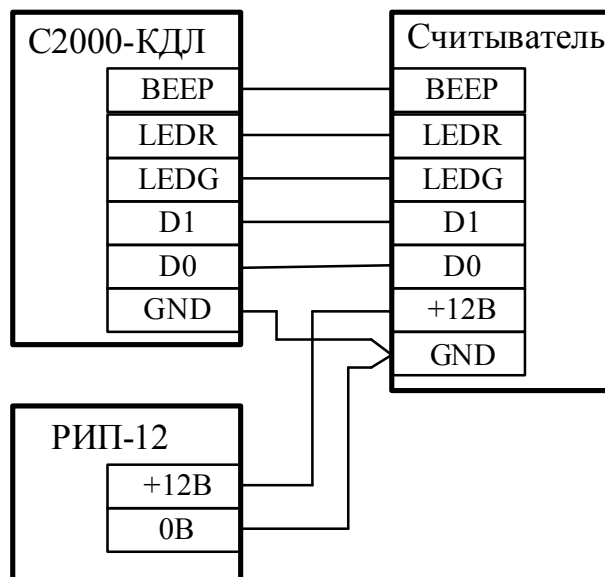 С2000-КДЛ
BEEP
LEDR
LEDG
D1
D0
GND
Считыватель
BEEP
LEDR
LEDG
D1
D0
+12В
GND
РИП-12
+12В
0В